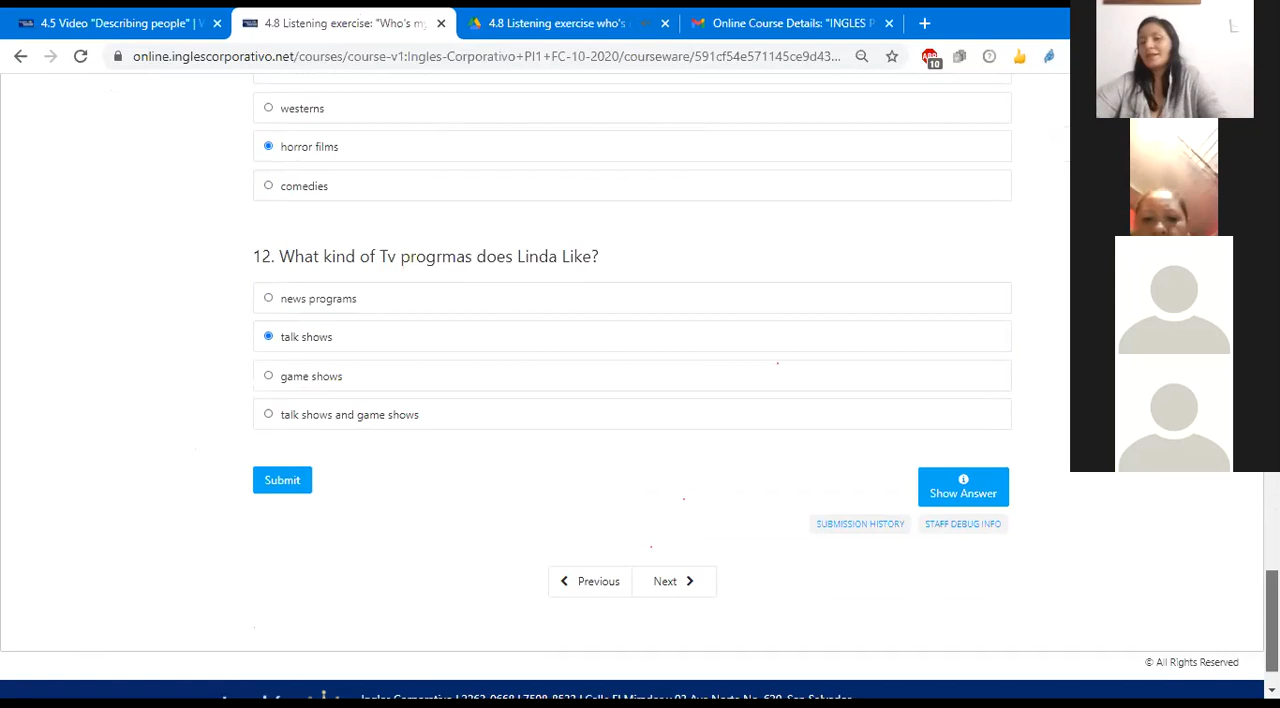 4.5 Video "Describing people" | V
4.8 Listening exercise: "Who's my
4.8 Listening exercise who's
Online Course Details: "INGLES P
online.inglescorporativo.net/courses/course-v1:Ingles-Corporativo+PI1+FC-10-2020/courseware/591cf54e571145ce9d43...
10
westerns
horror films
comedies
12. What kind of Tv progrmas does Linda Like?
news programs
talk shows
game shows
talk shows and game shows
Submit
Show Answer
SUBMISSION HISTORY
STAFF DEBUG INFO
Previous
Next
© All Rights Reserved